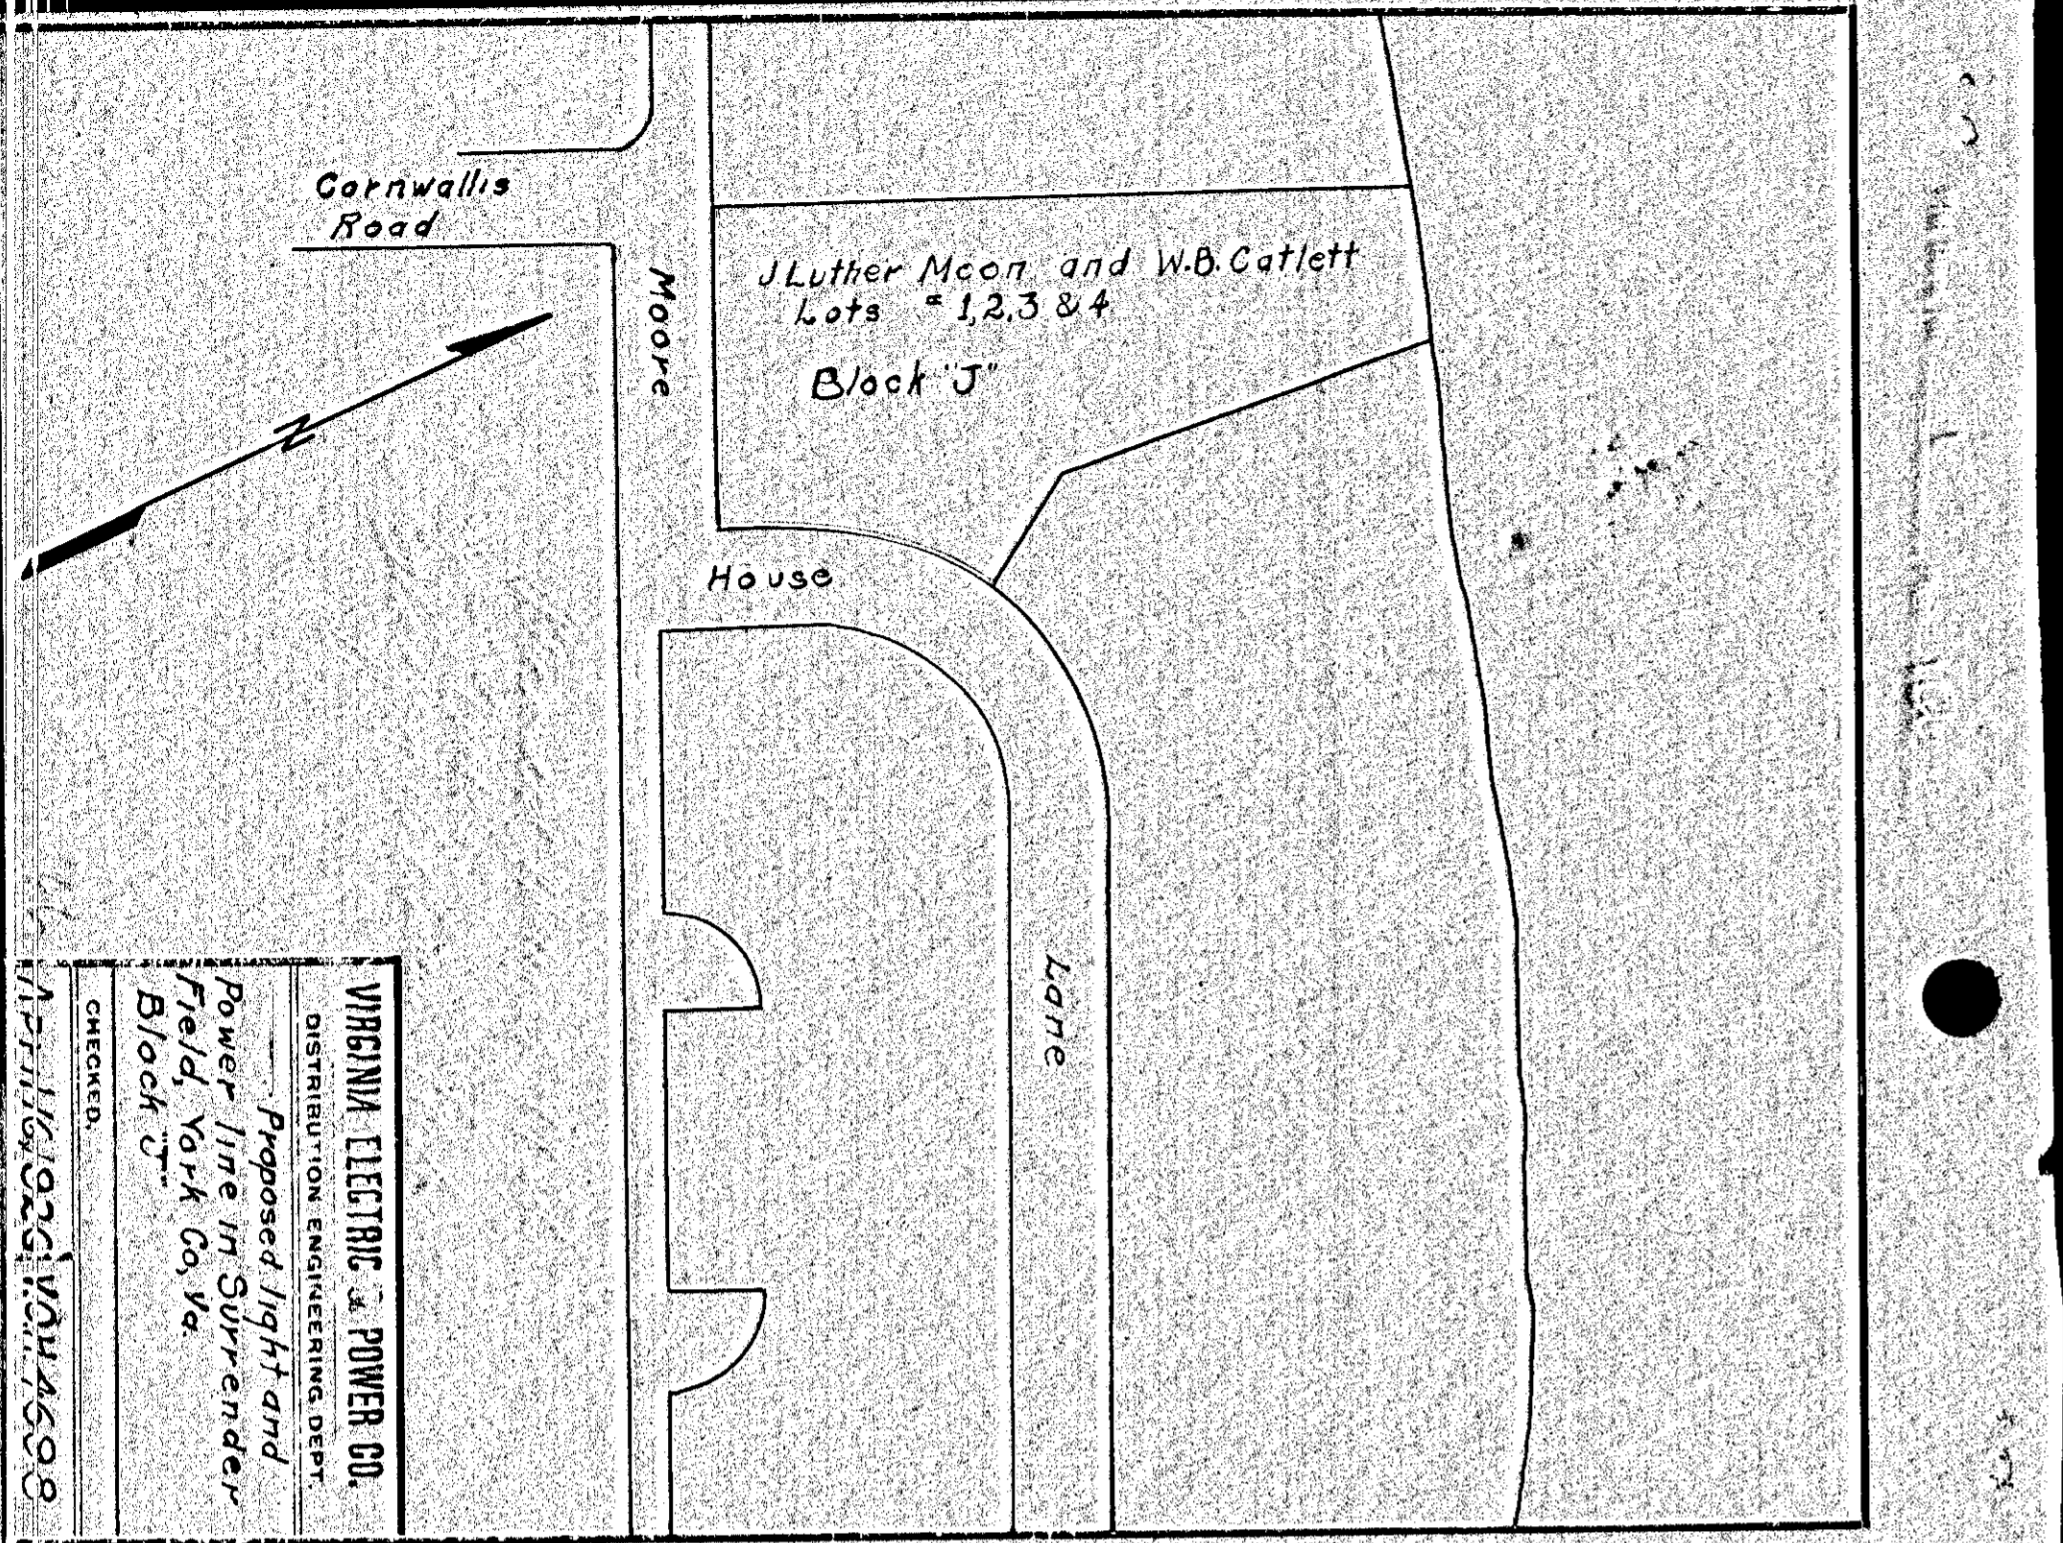 Cornwallis
Road
J Luther Moon and W.B. Catlett
Lots # 1, 2, 3 & 4
Block "J"
Moore
House
Lane
N
VIRGINIA ELECTRIC & POWER CO.
DISTRIBUTION ENGINEERING DEPT.
Proposed light and
Power line in Surrender
Field, York Co, Va.
Block "J"
CHECKED.